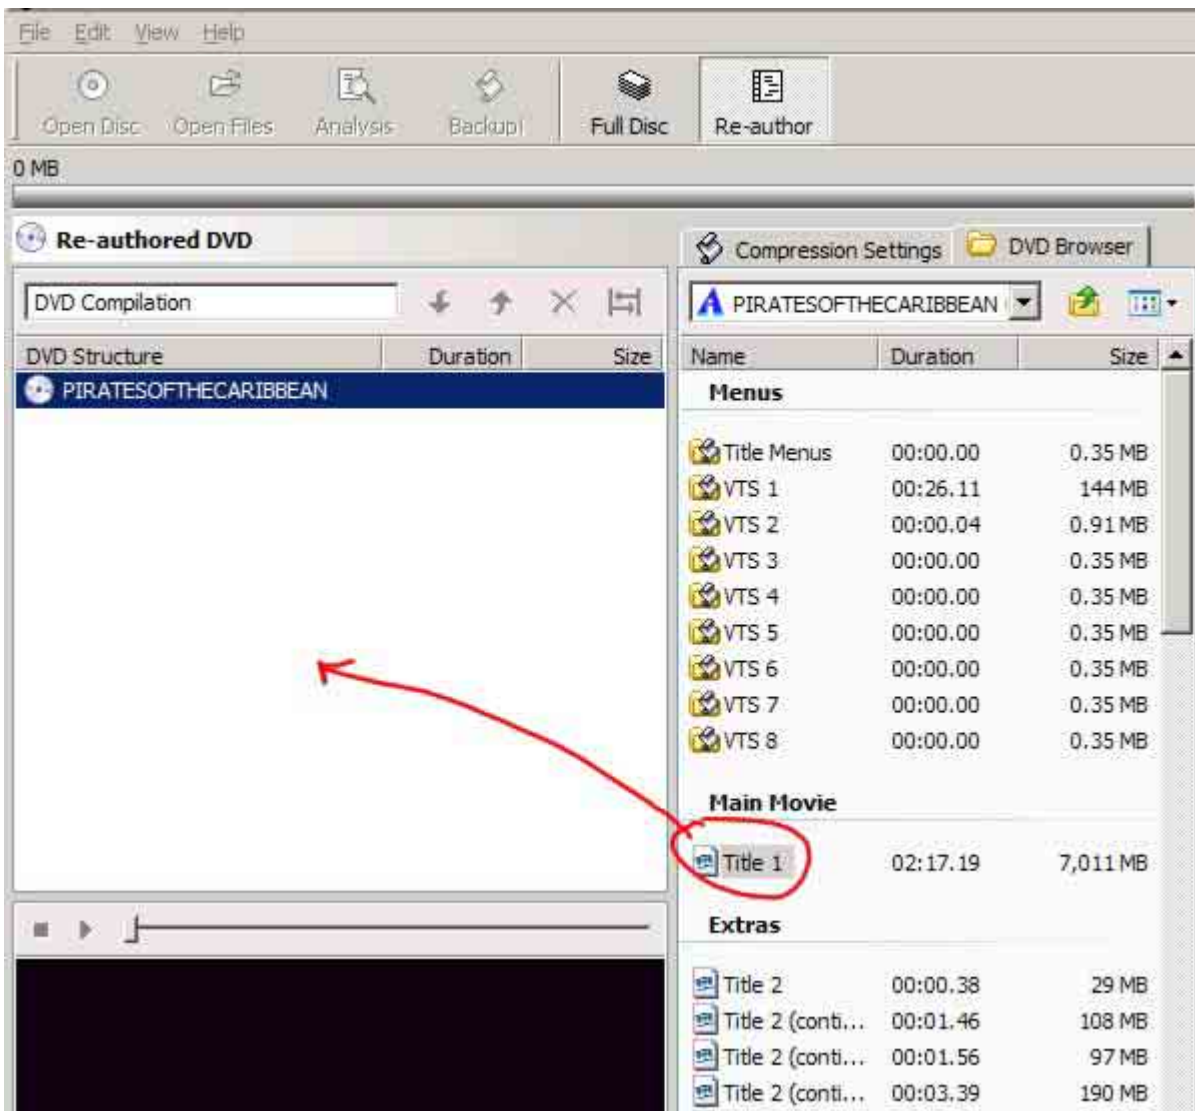 File Edit View Help
Open Disc Open Files Analysis Backup! Full Disc Re-author
0 MB
Re-authored DVD
Compression Settings DVD Browser
DVD Compilation
PIRATESOFTHECARIBBEAN
DVD Structure Duration Size
Name Duration Size
PIRATESOFTHECARIBBEAN
Menus
Title Menus 00:00.00 0.35 MB
VTS 1 00:26.11 144 MB
VTS 2 00:00.04 0.91 MB
VTS 3 00:00.00 0.35 MB
VTS 4 00:00.00 0.35 MB
VTS 5 00:00.00 0.35 MB
VTS 6 00:00.00 0.35 MB
VTS 7 00:00.00 0.35 MB
VTS 8 00:00.00 0.35 MB
Main Movie
Title 1 02:17.19 7,011 MB
Extras
Title 2 00:00.38 29 MB
Title 2 (conti... 00:01.46 108 MB
Title 2 (conti... 00:01.56 97 MB
Title 2 (conti... 00:03.39 190 MB